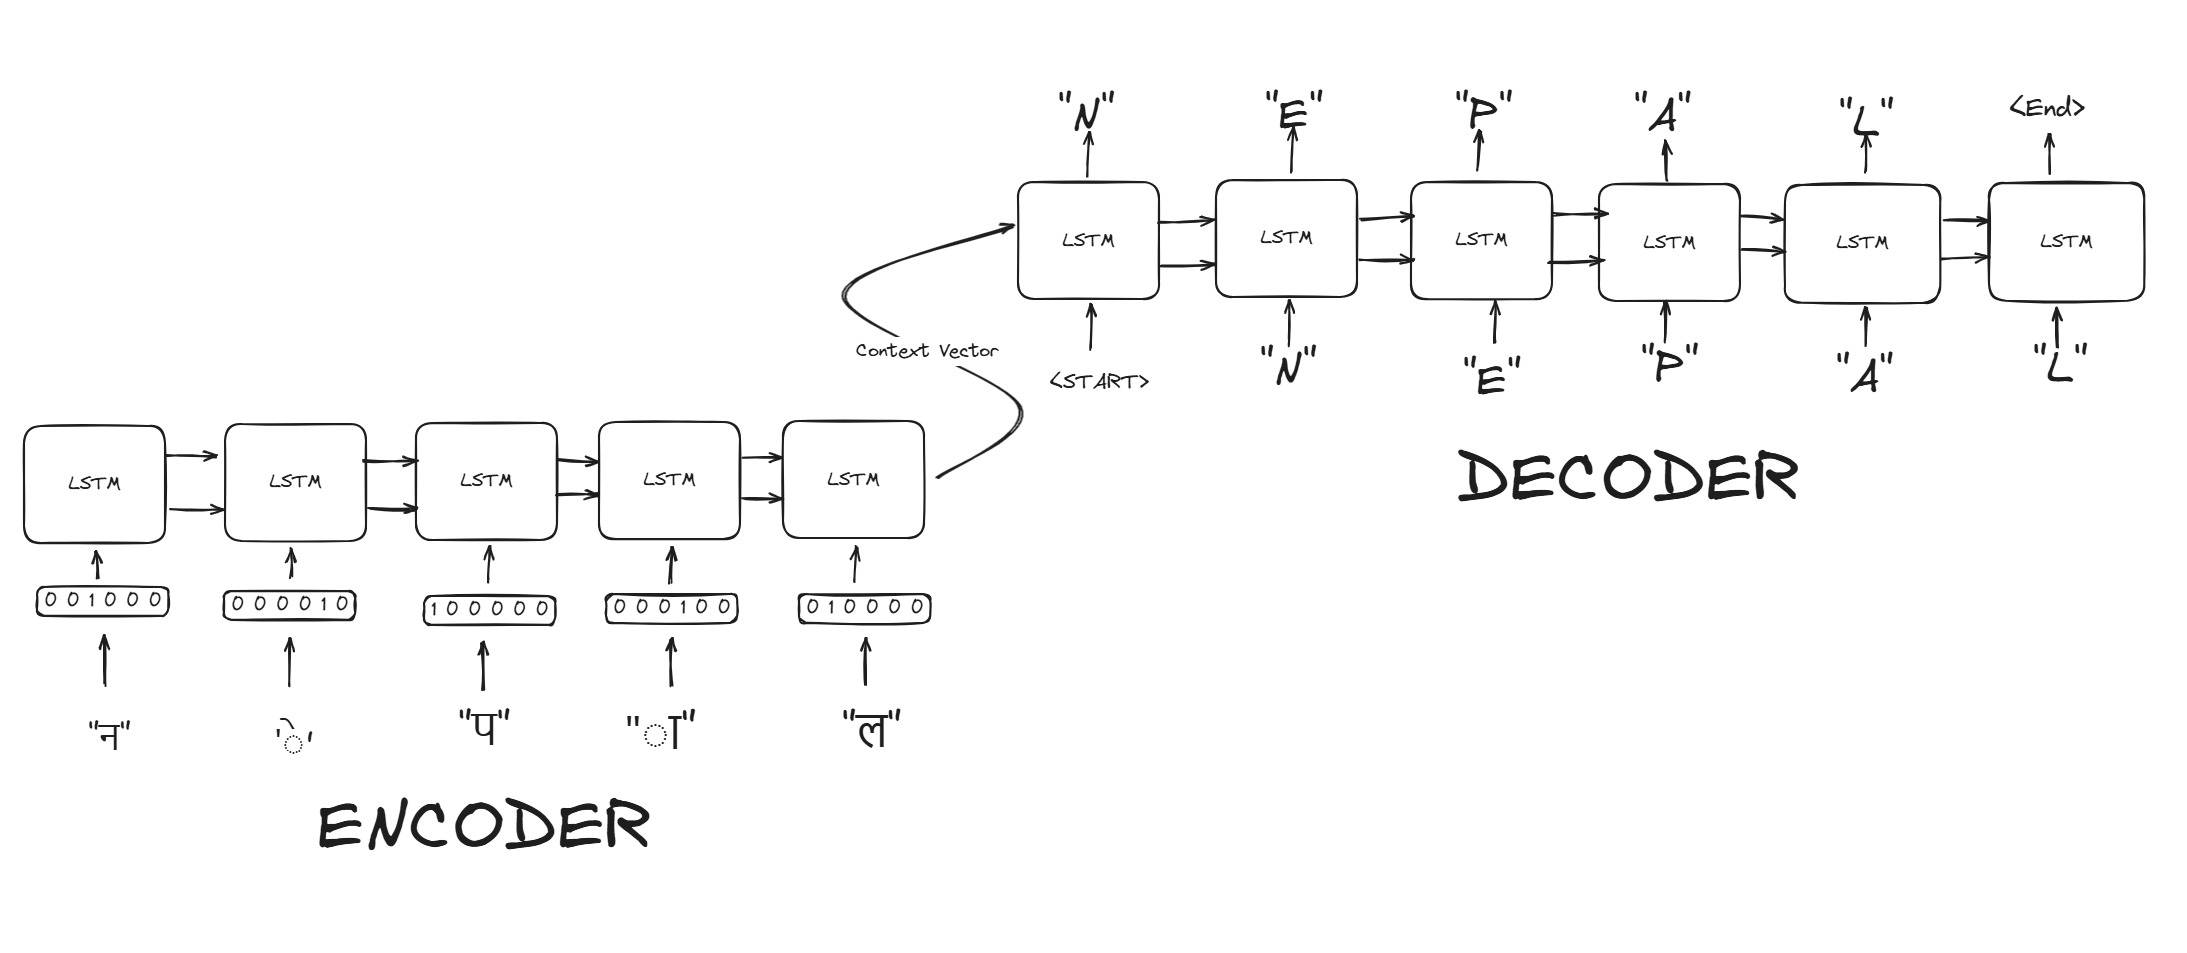 "N" "E" "P" "A" "L" <End>
LSTM LSTM LSTM LSTM LSTM LSTM
<START> "N" "E" "P" "A" "L"
Context Vector
DECODER
LSTM LSTM LSTM LSTM LSTM
0 0 1 0 0 0 0 0 0 0 1 0 1 0 0 0 0 0 0 0 0 1 0 0 0 1 0 0 0 0
"न" 'े' "प" "ा" "ल"
ENCODER